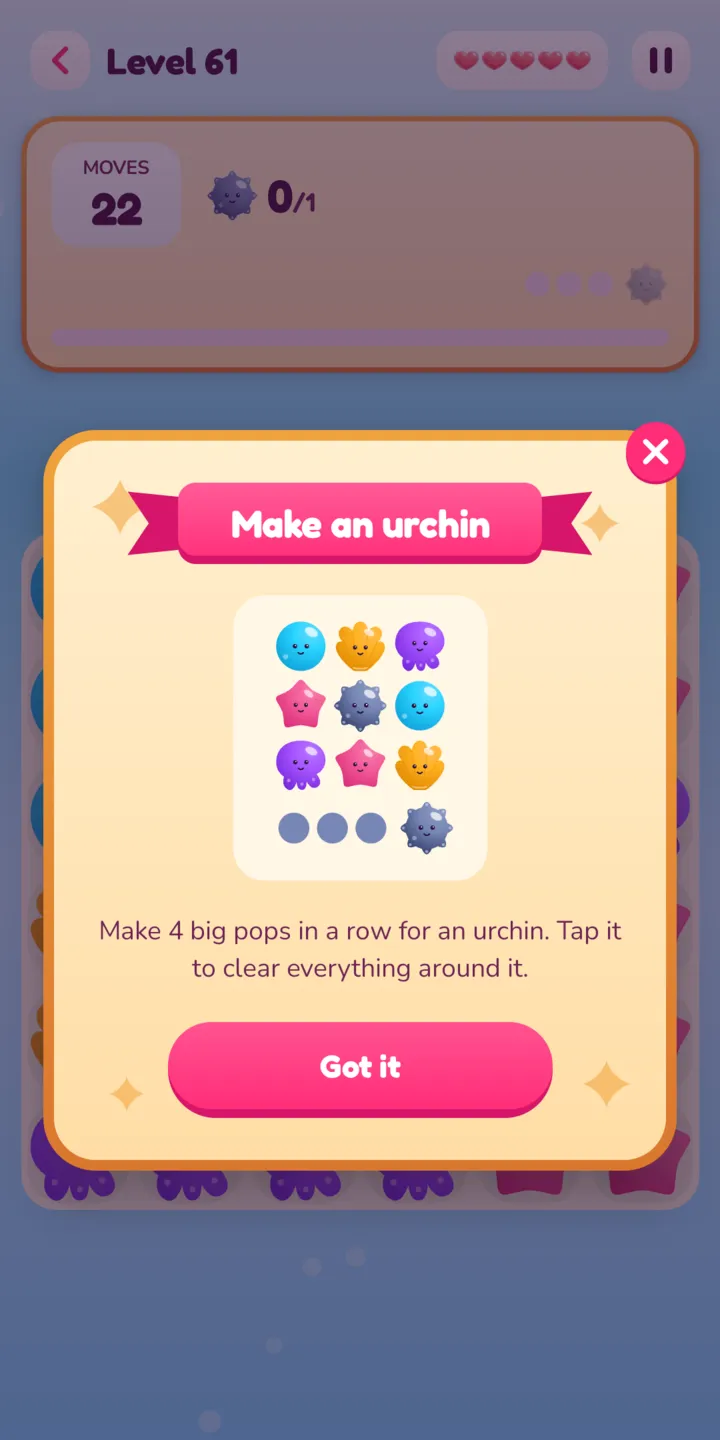 Level 61
MOVES
22
0/1
Make an urchin
Make 4 big pops in a row for an urchin. Tap it
to clear everything around it.
Got it